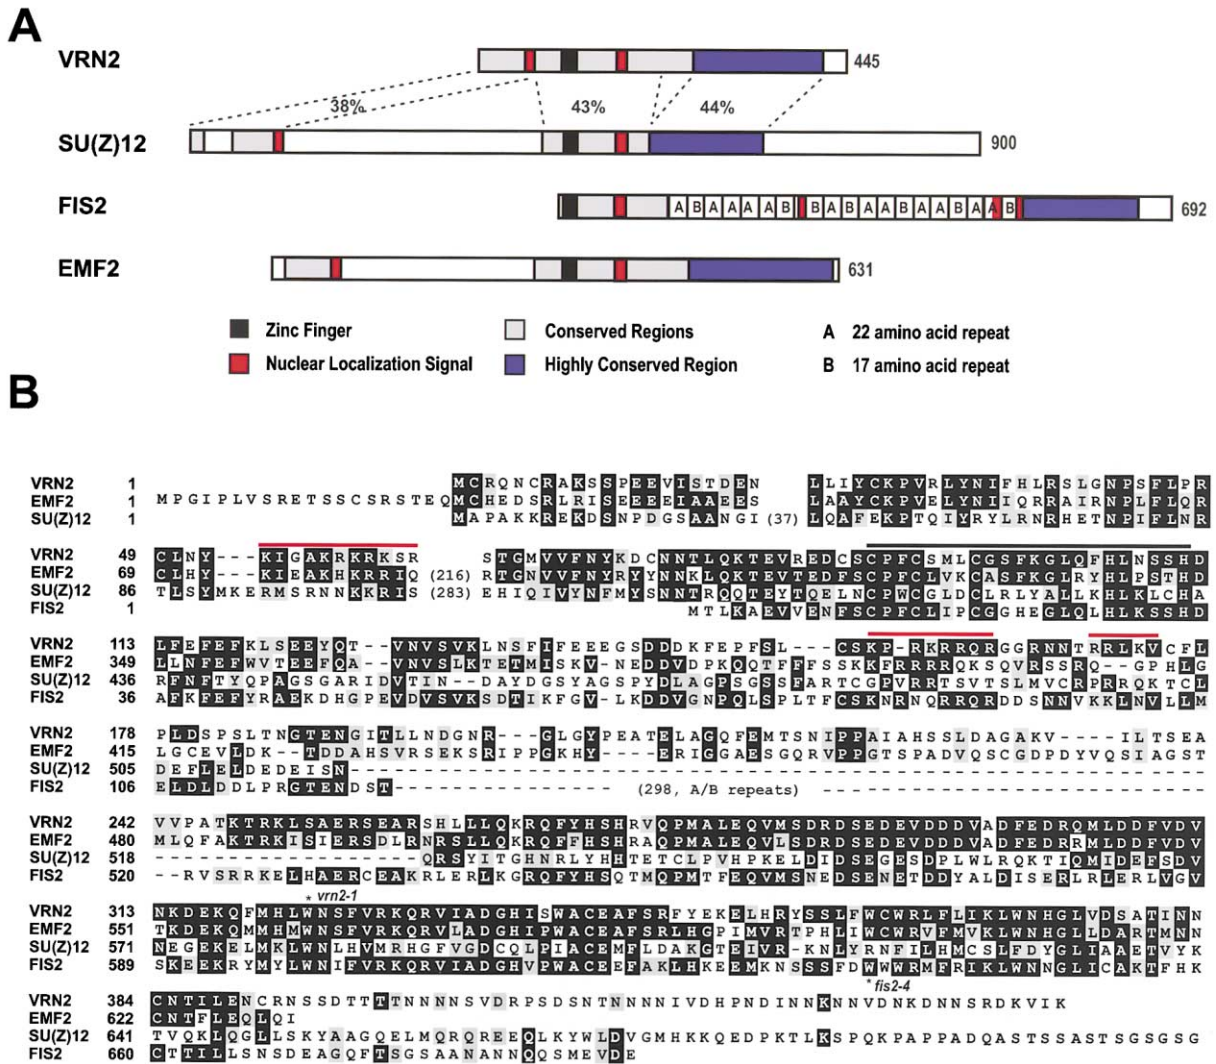 A
VRN2 445
38% 43% 44%
SU(Z)12 900
FIS2 A B A A A A A B B A B A A B A A B A B A A B 692
EMF2 631
Zinc Finger Conserved Regions A 22 amino acid repeat
Nuclear Localization Signal Highly Conserved Region B 17 amino acid repeat
B
VRN2 1 MCRQNCRAKSSPEEVISTDEN LLIYCKPVRLYNIFHLRSLGNPSFLPR
EMF2 1 MPGIPLVSRETSSCSRSTEQMCHEDSRLRISEEEEIAAEES LAAYCKPVELYNIIQRRAIRNPLFLQR
SU(Z)12 1 MAPAKKREKDSNPDGSAANGI (37) LQAFEKPTQIYRYLRNRHETNPIFLNR
VRN2 49 CLNY---KIGAKRKRKSR STGMVVFNYKDCNNTLQKTEVREDCSCPFCSMLCGSFKGLQFHLNSSHD
EMF2 69 CLHY---KIEAKHKRRIQ (216) RTGNVVFNYRYYNNKLQKTEVTEDFSCPFCLVKCASFKGLRYHLPSTHD
SU(Z)12 86 TLSYMKERMSRNNKKRIS (283) EHIQIVYNFMYSNNTRQQTEYTQELNCPWCGLDCLRLYALLKHLKLCHA
FIS2 1 MTLKAEVVENFSCPFCLIPCGGHEGLQLHLKSSHD
VRN2 113 LFEFEFKLSEEYQT--VNVSVKLNSFIFEEEGSDDDKFEPFSL---CSKP-RKRRQRGGRNNTRRLKVCFL
EMF2 349 LLNFEFWVTEEFQA--VNVSLKTETMISKV-NEDDVDPKQQTFFFSSKKFRRRRQKSQVRSSRQ--GPHLG
SU(Z)12 436 RFNFTYQPAGSGARIDVTIN--DAYDGSYAGSPYDLAGPSGSSFARTCGPVRRTSVTSLMVCRPRRQKTCL
FIS2 36 AFKFEFYRAEKDHGPEVDVSVKSDTIKFGV-LKDDVGNPQLSPLTFCSKNRNQRRQRDDSNNVKKLNVLLM
VRN2 178 PLDSPSLTNGTENGITLLNDGNR---GLGYPEATELAGQFEMTSNIPPAIAHSSLDAGAKV---ILTSEA
EMF2 415 LGCEVLDK--TDDAHSVRSEKSRIPPGKHY----ERIGGAESGQRVPPGTSPADVQSCGDPDYVQSIAGST
SU(Z)12 505 DEFLELDEDEISN----------------------------------------------------------
FIS2 106 ELDLDDLPRGTENDST------------------ (298, A/B repeats) --------------------------------
VRN2 242 VVPATKTRKLSAERSEARSHLLLQKRQFYHSHRVQPMALEQVMSDRDSEDEVDDDVADFEDRQMLDDFVDV
EMF2 480 MLQFAKTRKISIERSDLRNRSLLQKRQFFHSHRAQPMALEQVLSDRDSEDEVDDDVADFEDRRMLDDFVDV
SU(Z)12 518 ----------------------QRSYITGHNRLYHHTETCLPVHPKELDIDSEGESDPLWLRQKTIQMIDEFSDV
FIS2 520 --RVSRRKELHAERCEAKRLERLKGRQFYHSQTMQPMTFEQVMSNEDSENETDDYALDISERLRLERLVGV
* vrn2-1
VRN2 313 NKDEKQFMHLWNSFVRKQRVIADGHISWACEAFSRFYEKELHRYSSLFWCWRLFLIKLWNHGLVDSATINN
EMF2 551 TKDEKQMMHMWNSFVRKQRVLADGHIPWACEAFSRLHGPIMVRTPHLIWCWRVFMVKLWNHGLLDARTMNN
SU(Z)12 571 NEGEKELMKLWNLHVMRHGFVGDCQLPIACEMFLDAKGTEIVR-KNLYRNFILHMCSLFDYGLIAAETVYK
FIS2 589 SKEEKRYMYLWNIFVRKQRVIADGHVPWACEEFAKLHKEEMKNSSSFDWWWRMFRIKLWNNGLICAKTFHK
* fis2-4
VRN2 384 CNTILENCRNSSDTTTTNNNNSVDRPSDSNTNNNNIVDHPNDINNKNNVDNKDNNSRDKVIK
EMF2 622 CNTFLEQLQI
SU(Z)12 641 TVQKLQGLLSKYAAGQELMQRQREEQLKYWLDVGMHKKQEDPKTLKSPQKPAPPADQASTSSASTSGSGSG
FIS2 660 CTTILLSNSDEAGQFTSGSAANANNQQSMEVDE